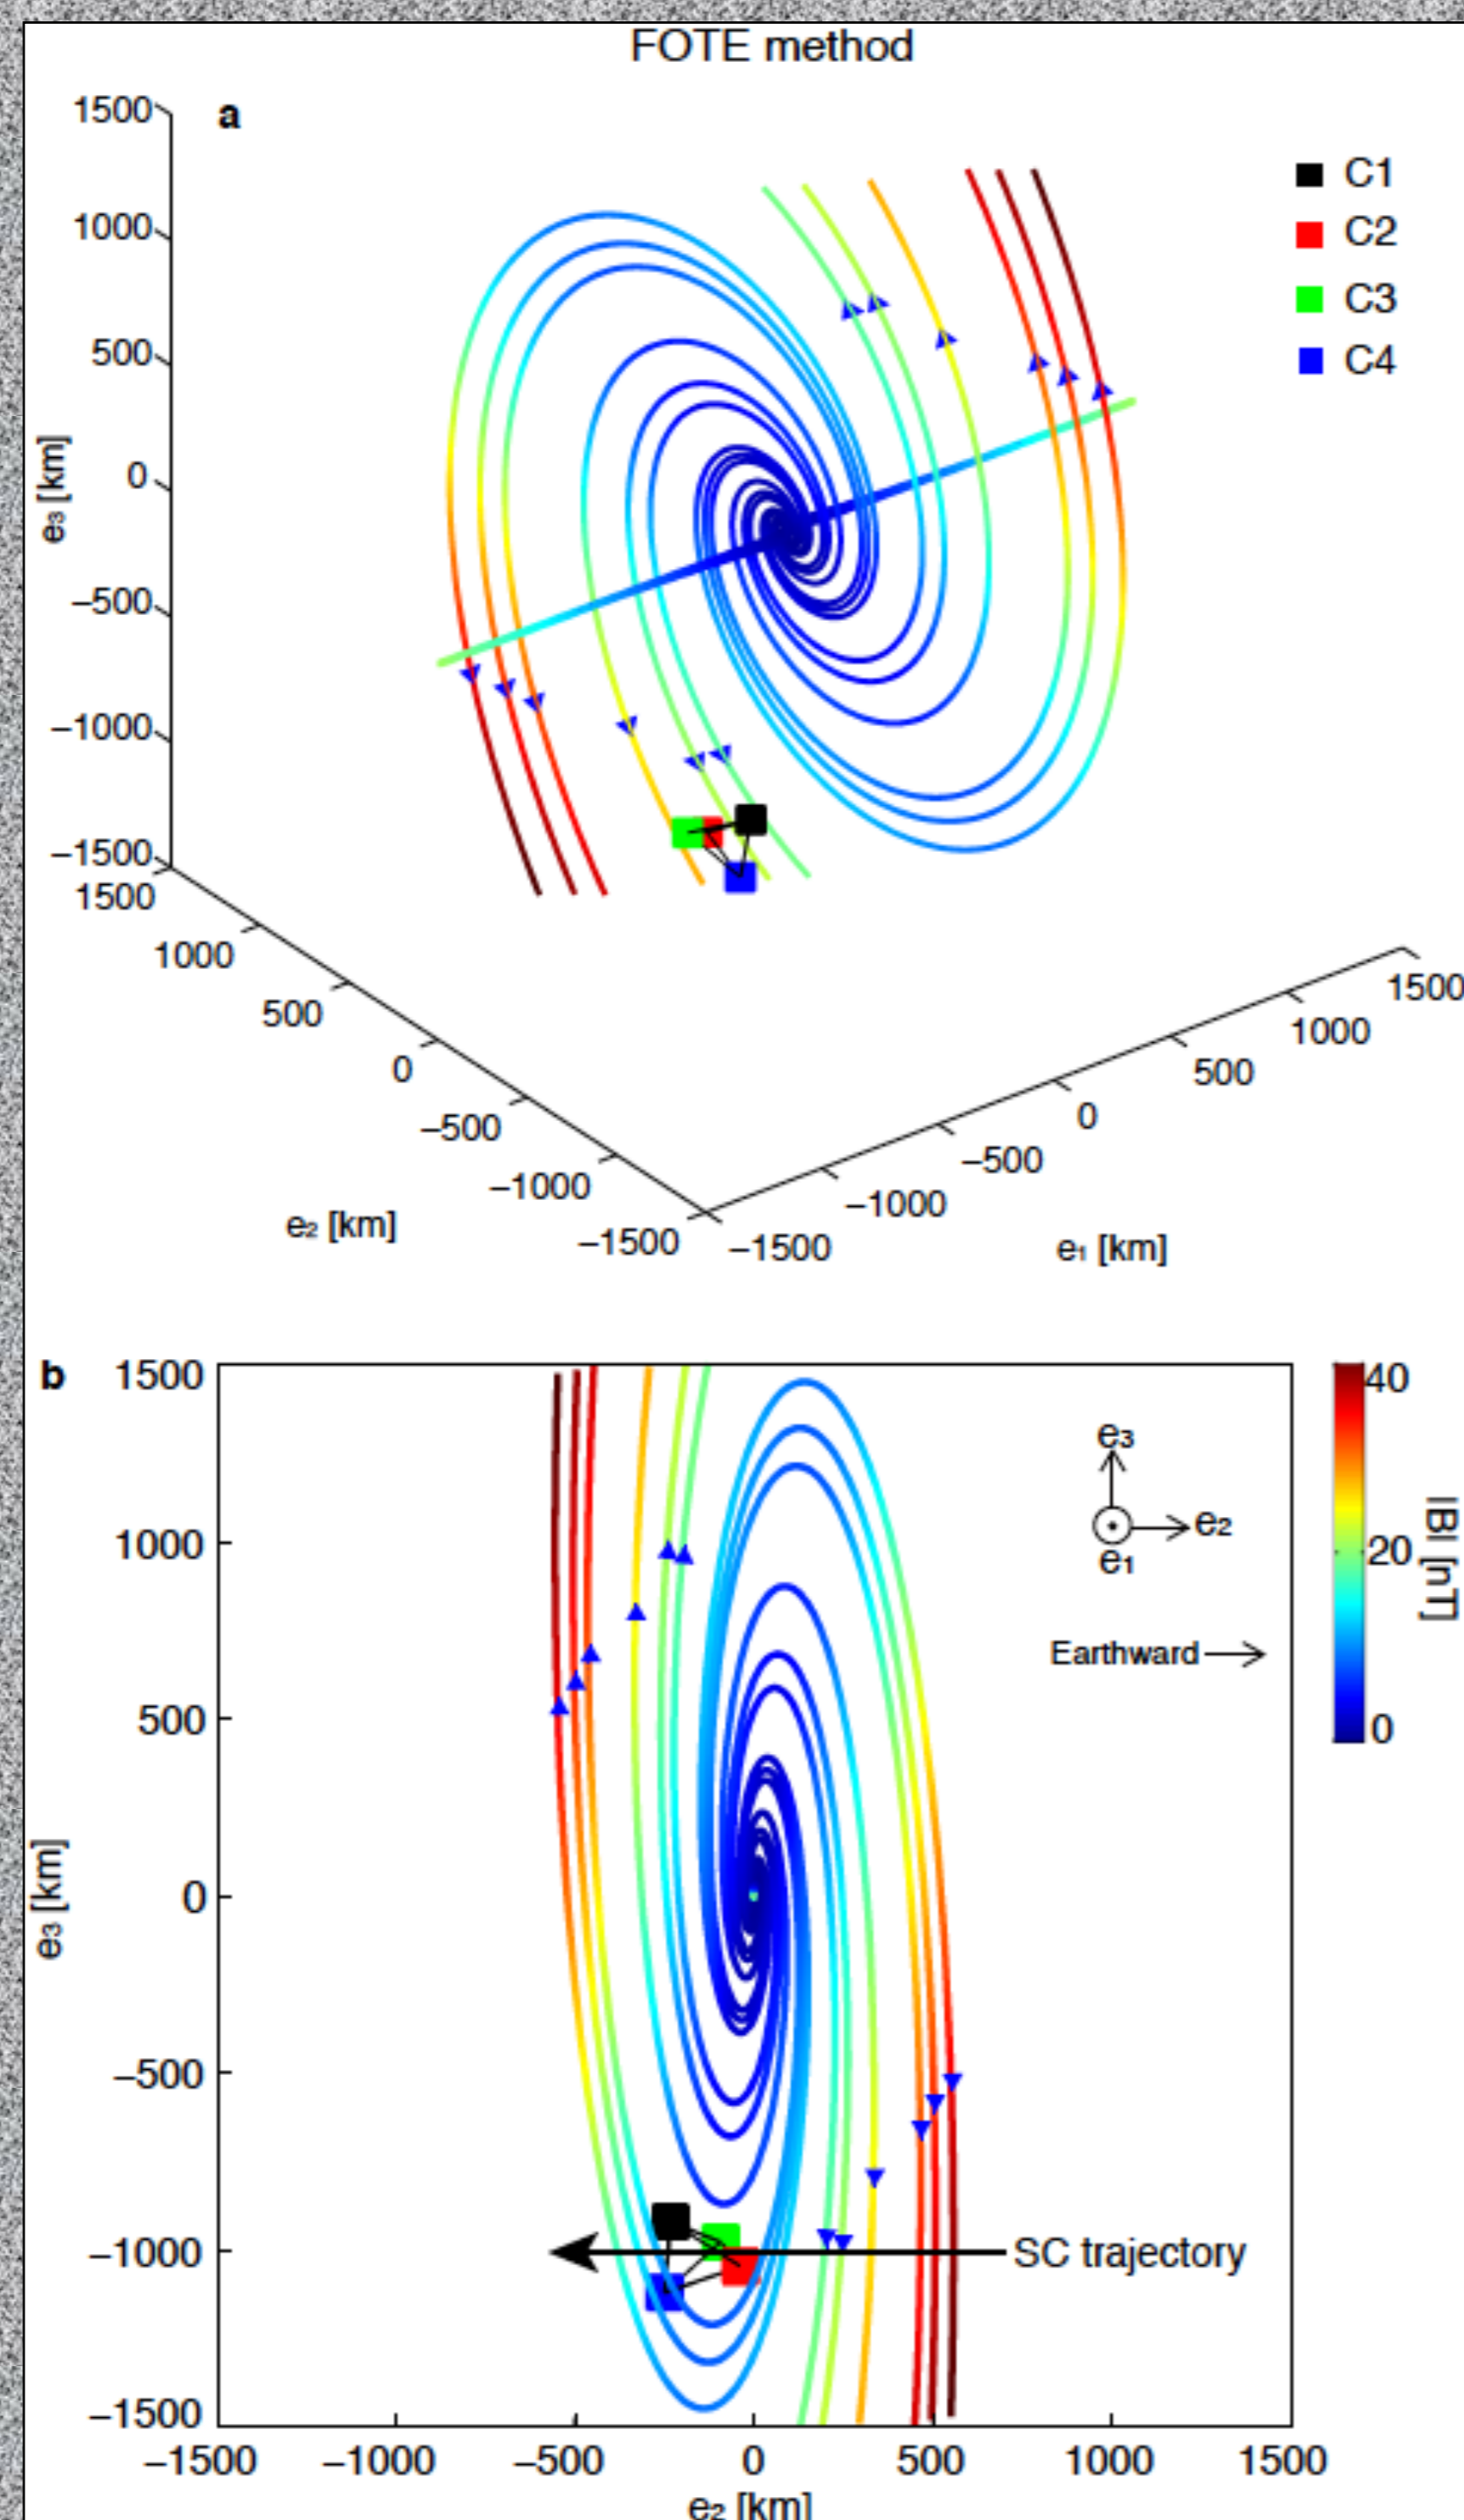 FOTE method
a
1500
1000
500
0
−500
−1000
−1500
e₃ [km]
C1
C2
C3
C4
1500
1000
500
0
−500
−1000
−1500
e₂ [km]
−1500
−1000
−500
0
500
1000
1500
e₁ [km]
b
1500
1000
500
0
−500
−1000
−1500
e₃ [km]
e₃
e₂
e₁
Earthward
SC trajectory
40
20
0
|B| [nT]
−1500
−1000
−500
0
500
1000
1500
e₂ [km]